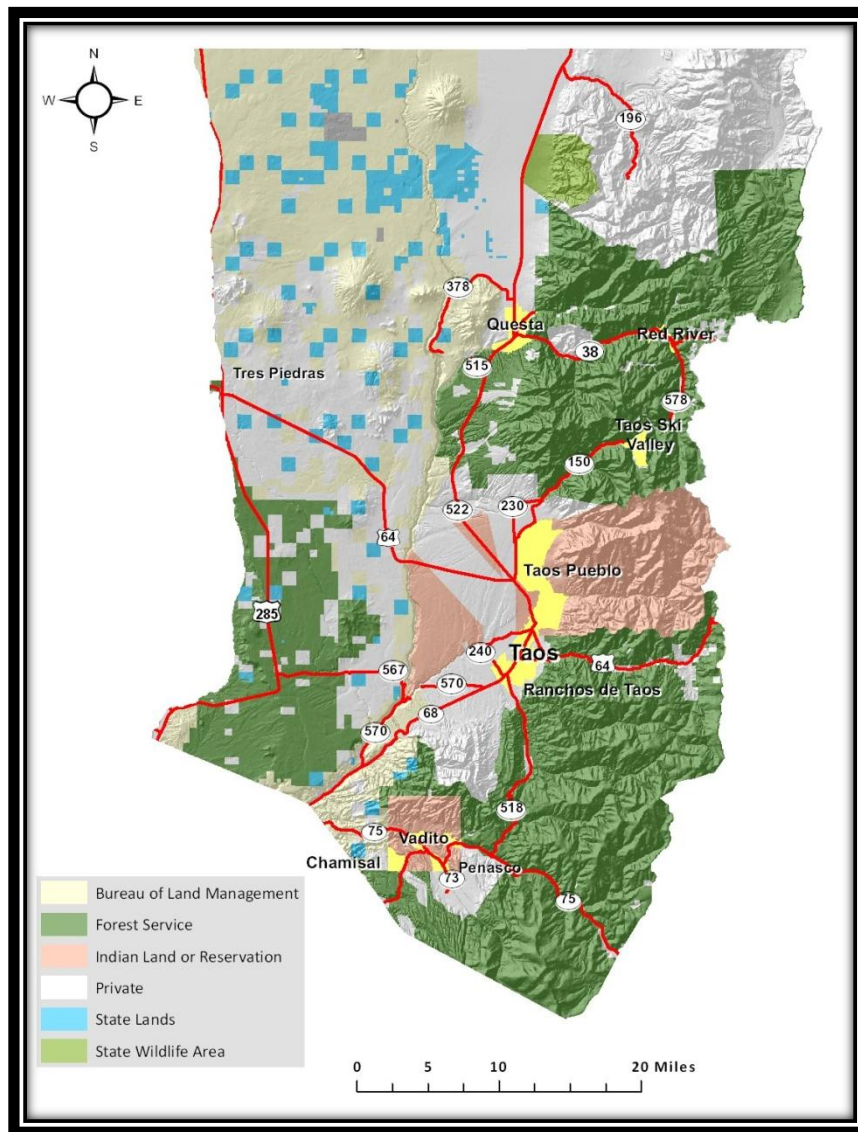 N
W E
S
196
378
Questa
38
Red River
515
Tres Piedras
578
Taos Ski
Valley
150
230
522
64
Taos Pueblo
285
240
Taos
64
567
570
Ranchos de Taos
68
570
518
75
Vadito
Chamisal
Penasco
73
75
Bureau of Land Management
Forest Service
Indian Land or Reservation
Private
State Lands
State Wildlife Area
0 5 10 20 Miles